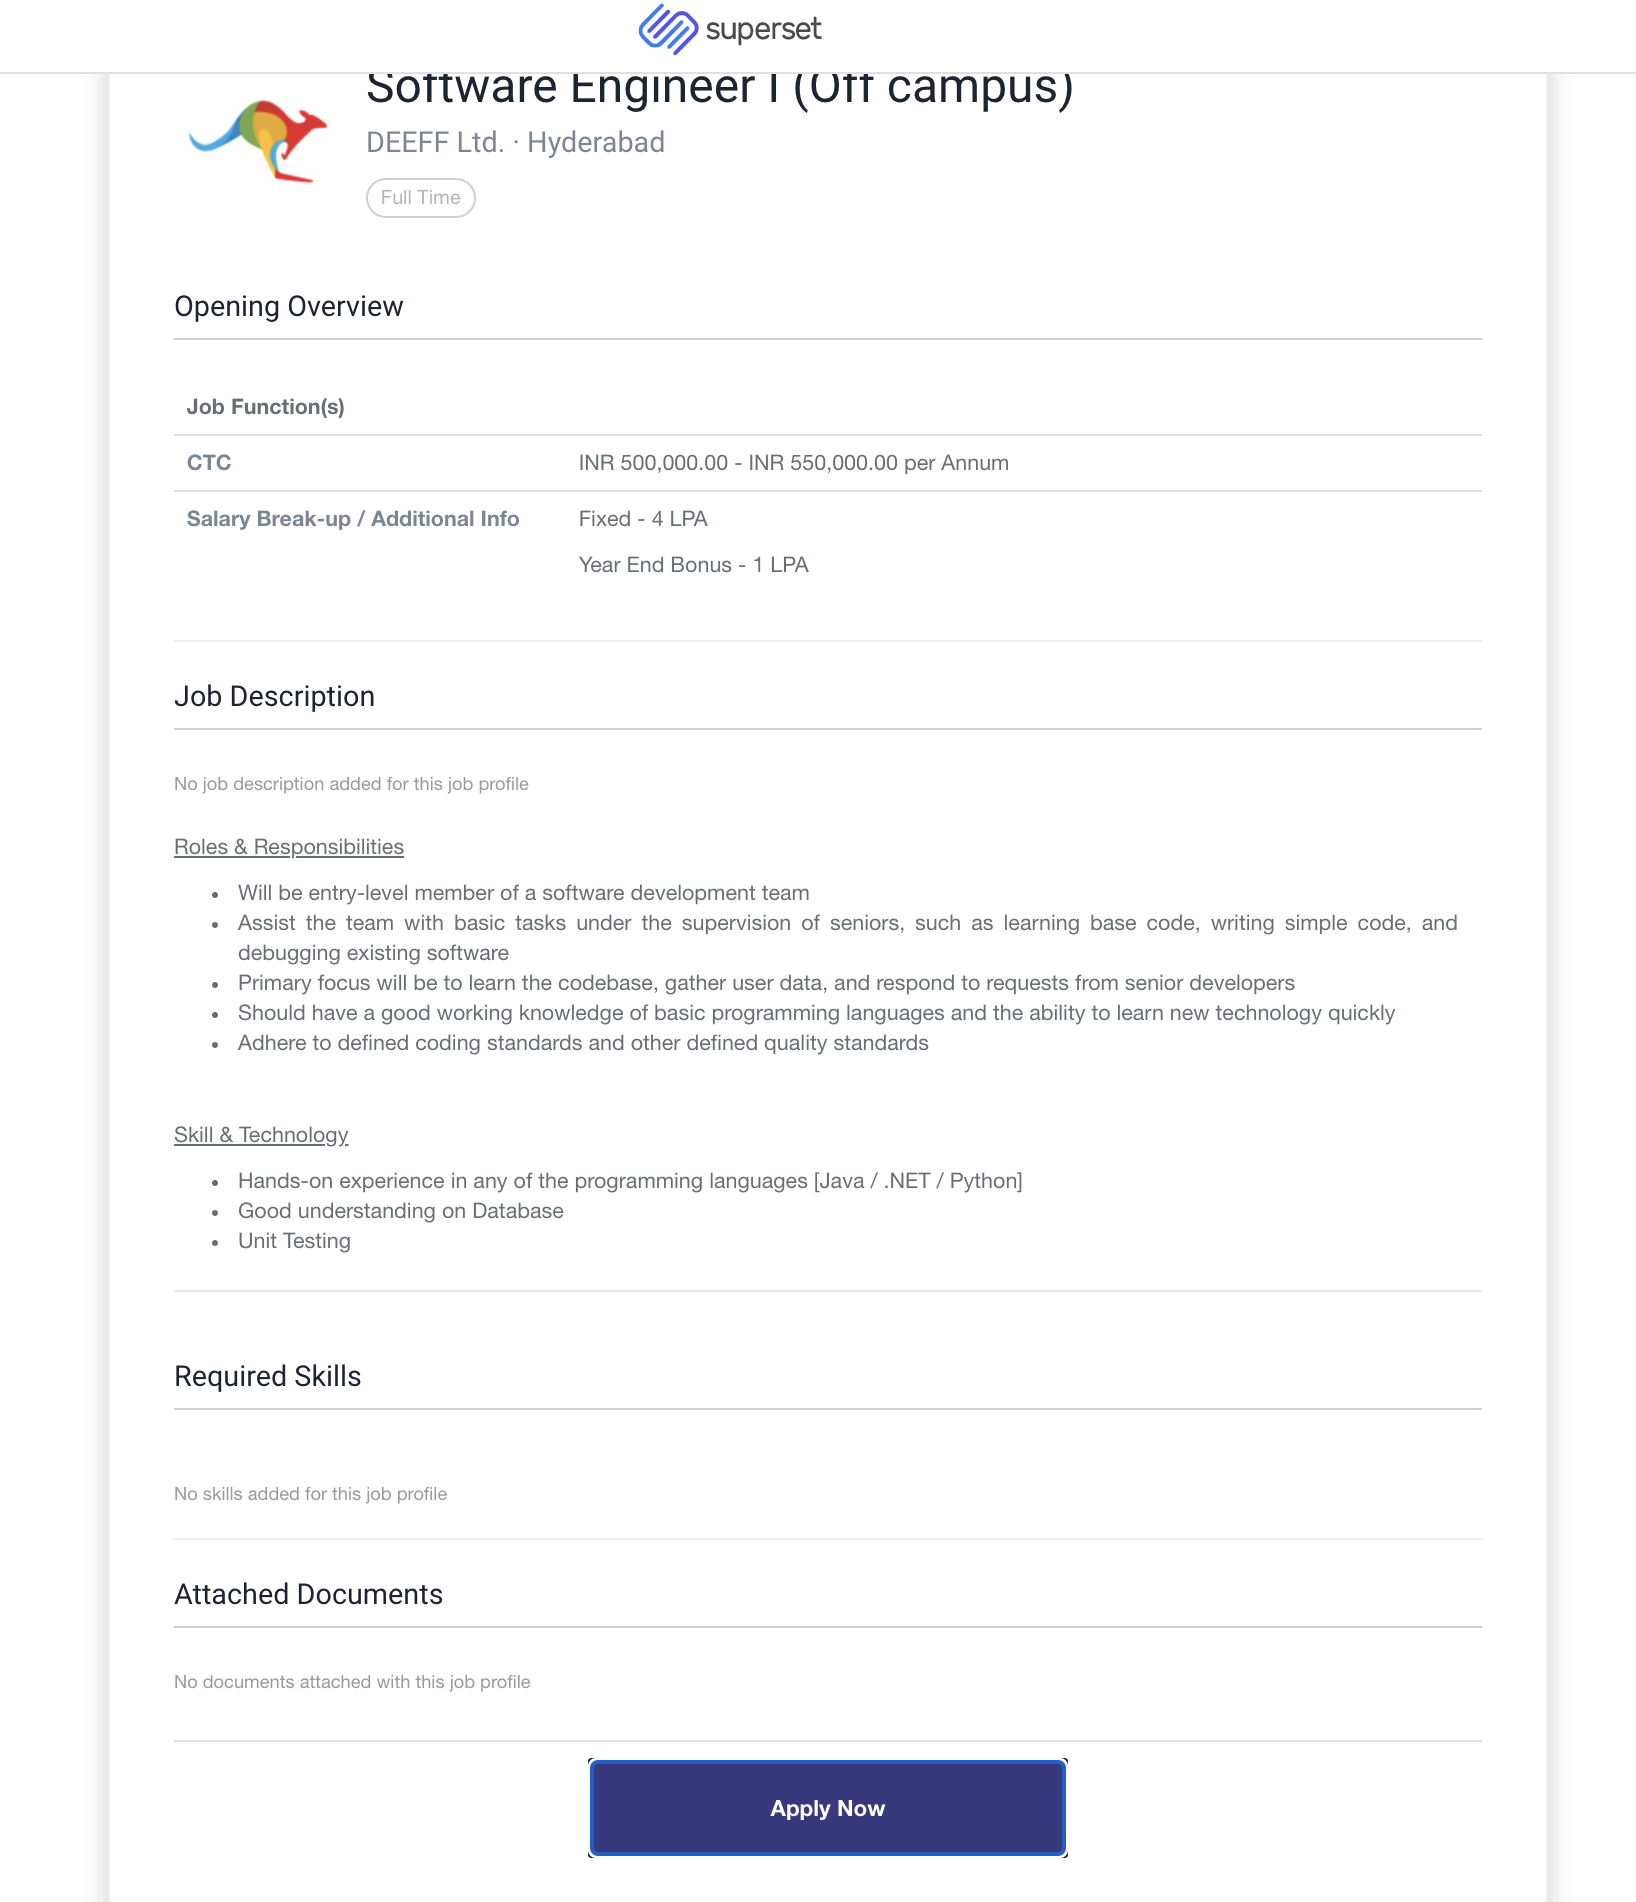 superset
Software Engineer I (Off campus)
DEEFF Ltd. · Hyderabad
Full Time
Opening Overview
Job Function(s)
CTC INR 500,000.00 - INR 550,000.00 per Annum
Salary Break-up / Additional Info Fixed - 4 LPA
Year End Bonus - 1 LPA
Job Description
No job description added for this job profile
Roles & Responsibilities
• Will be entry-level member of a software development team
• Assist the team with basic tasks under the supervision of seniors, such as learning base code, writing simple code, and
debugging existing software
• Primary focus will be to learn the codebase, gather user data, and respond to requests from senior developers
• Should have a good working knowledge of basic programming languages and the ability to learn new technology quickly
• Adhere to defined coding standards and other defined quality standards
Skill & Technology
• Hands-on experience in any of the programming languages [Java / .NET / Python]
• Good understanding on Database
• Unit Testing
Required Skills
No skills added for this job profile
Attached Documents
No documents attached with this job profile
Apply Now